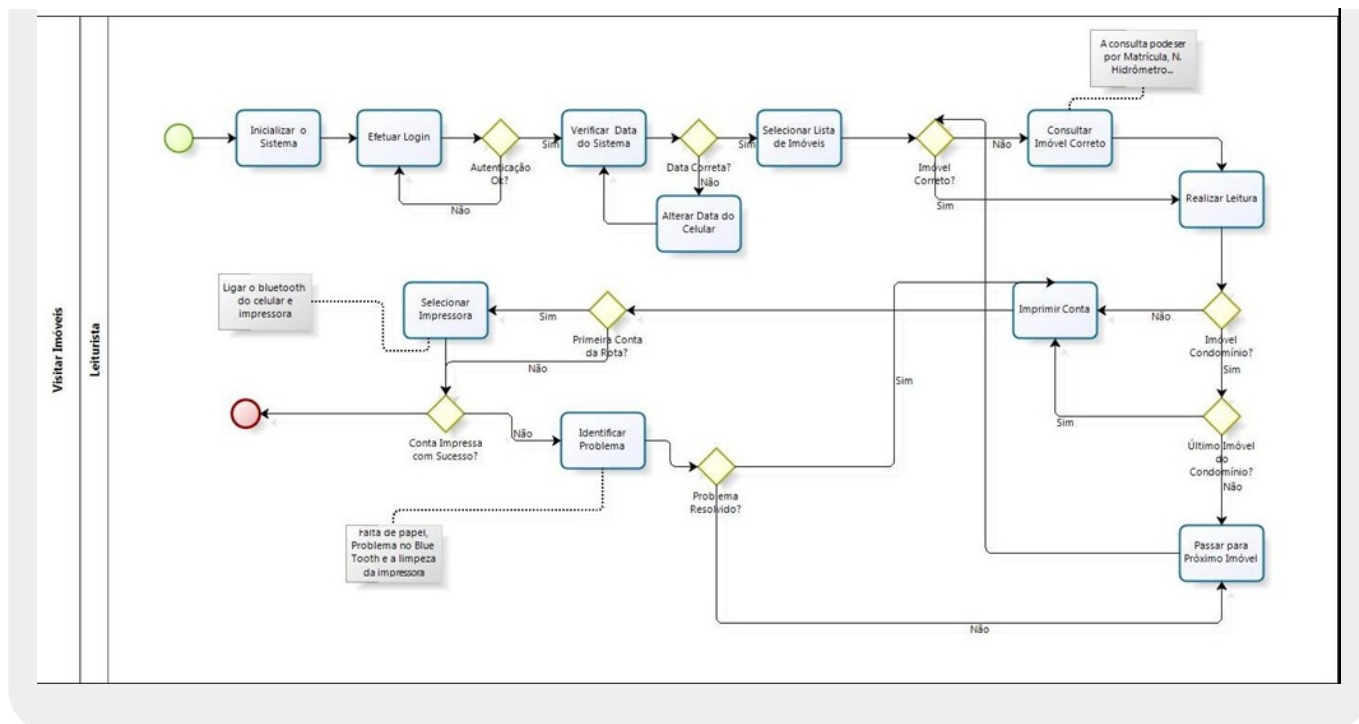 Visitar Imóveis
Leiturista
A consulta pode ser
por Matrícula, N.
Hidrômetro...
Inicializar o
Sistema
Efetuar Login
Autenticação
Ok?
Sim
Não
Verificar Data
do Sistema
Data Correta?
Sim
Não
Alterar Data do
Celular
Selecionar Lista
de Imóveis
Imóvel
Correto?
Não
Sim
Consultar
Imóvel Correto
Realizar Leitura
Ligar o bluetooth
do celular e
impressora
Selecionar
Impressora
Sim
Primeira Conta
da Rota?
Não
Imprimir Conta
Não
Imóvel
Condomínio?
Sim
Sim
Sim
Último Imóvel
do
Condomínio?
Não
Conta Impressa
com Sucesso?
Não
Identificar
Problema
Problema
Resolvido?
Falta de papel,
Problema no Blue
Tooth e a limpeza
da impressora
Passar para
Próximo Imóvel
Não